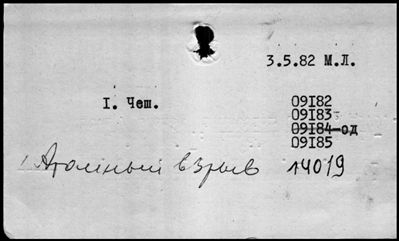 3.5.82 М.Л.
I. Чеш.
09I82
09I83
09I84-од
09I85
Атомный взрыв 14019